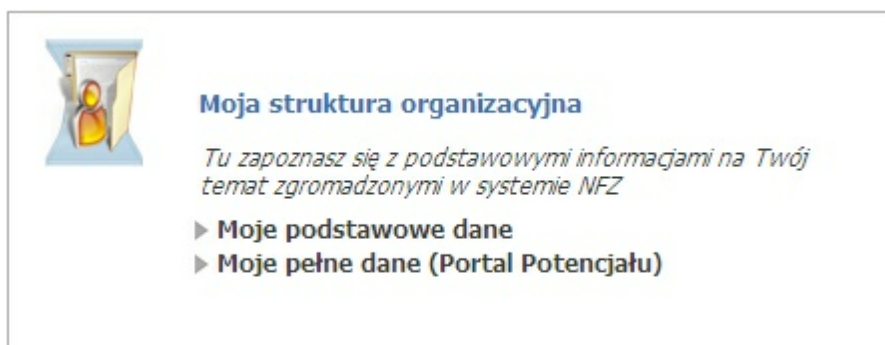 Moja struktura organizacyjna
Tu zapoznasz się z podstawowymi informacjami na Twój
temat zgromadzonymi w systemie NFZ
Moje podstawowe dane
Moje pełne dane (Portal Potencjału)